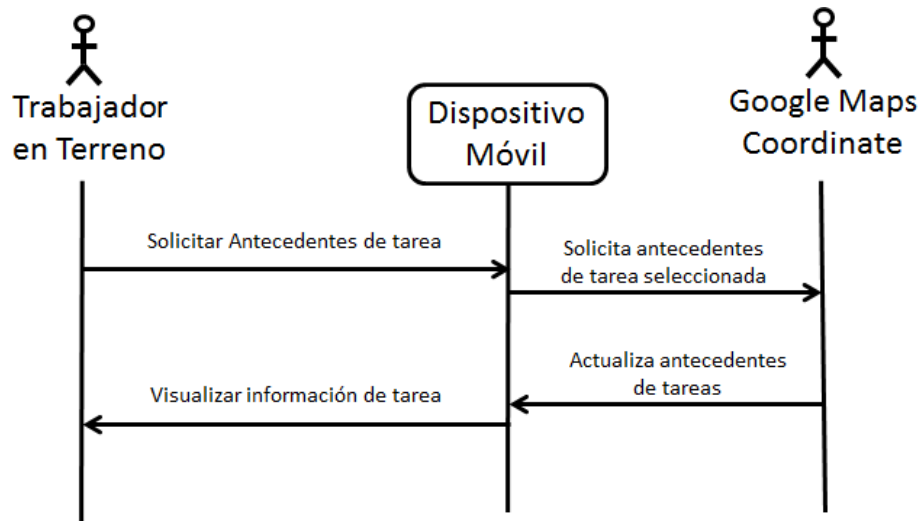 Trabajador
en Terreno
Dispositivo
Móvil
Google Maps
Coordinate
Solicitar Antecedentes de tarea
Solicita antecedentes
de tarea seleccionada
Actualiza antecedentes
de tareas
Visualizar información de tarea